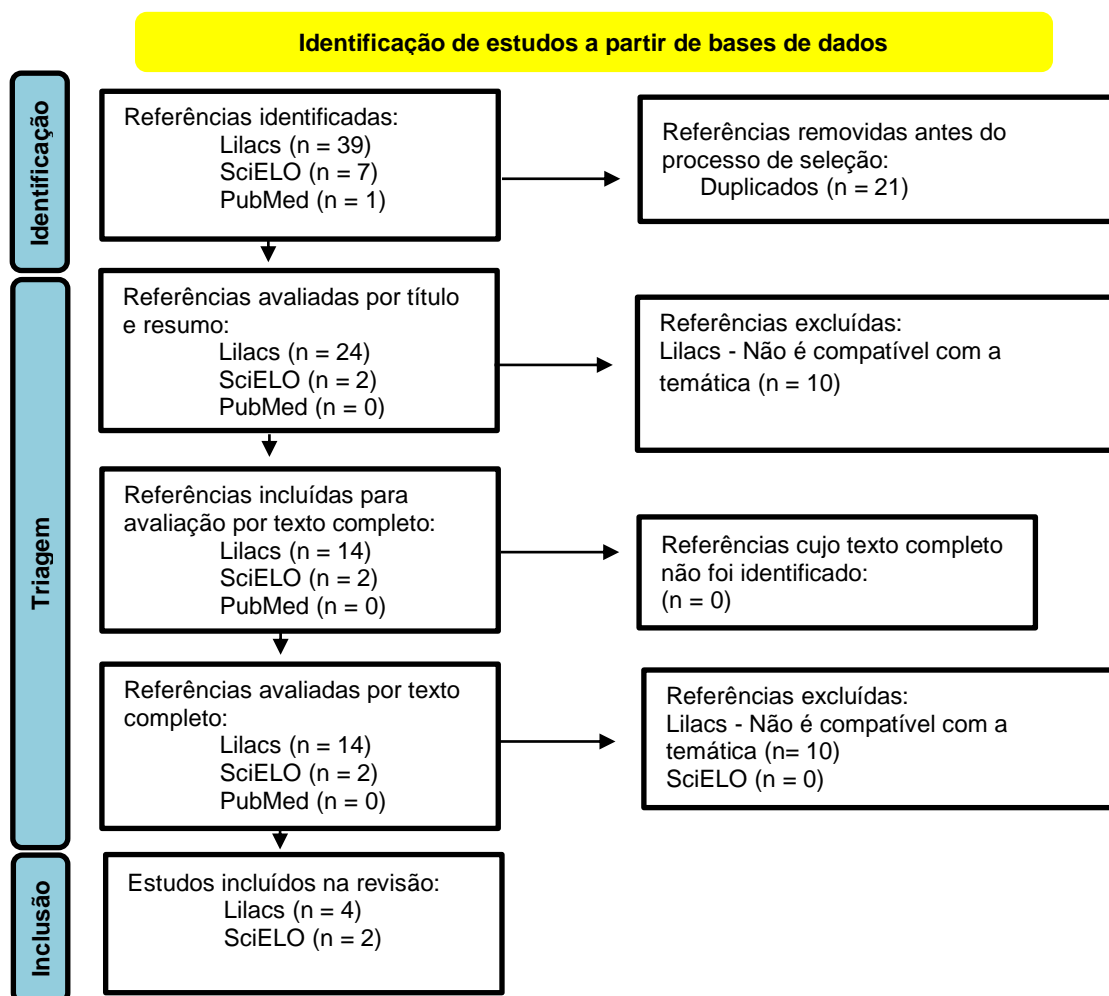 Identificação de estudos a partir de bases de dados
Identificação
Referências identificadas:
Lilacs (n = 39)
SciELO (n = 7)
PubMed (n = 1)
Referências removidas antes do
processo de seleção:
Duplicados (n = 21)
Triagem
Referências avaliadas por título
e resumo:
Lilacs (n = 24)
SciELO (n = 2)
PubMed (n = 0)
Referências excluídas:
Lilacs - Não é compatível com a
temática (n = 10)
Referências incluídas para
avaliação por texto completo:
Lilacs (n = 14)
SciELO (n = 2)
PubMed (n = 0)
Referências cujo texto completo
não foi identificado:
(n = 0)
Referências avaliadas por texto
completo:
Lilacs (n = 14)
SciELO (n = 2)
PubMed (n = 0)
Referências excluídas:
Lilacs - Não é compatível com a
temática (n= 10)
SciELO (n = 0)
Inclusão
Estudos incluídos na revisão:
Lilacs (n = 4)
SciELO (n = 2)